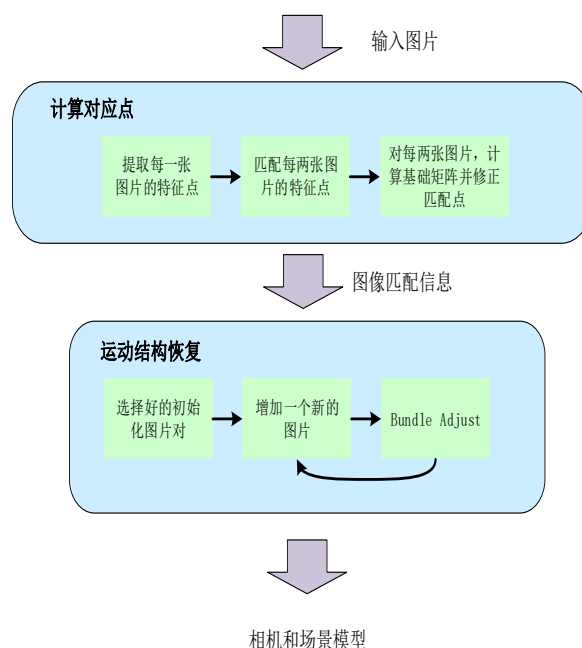 输入图片
计算对应点
提取每一张
图片的特征点
匹配每两张图
片的特征点
对每两张图片，计
算基础矩阵并修正
匹配点
图像匹配信息
运动结构恢复
选择好的初始
化图片对
增加一个新的
图片
Bundle Adjust
相机和场景模型